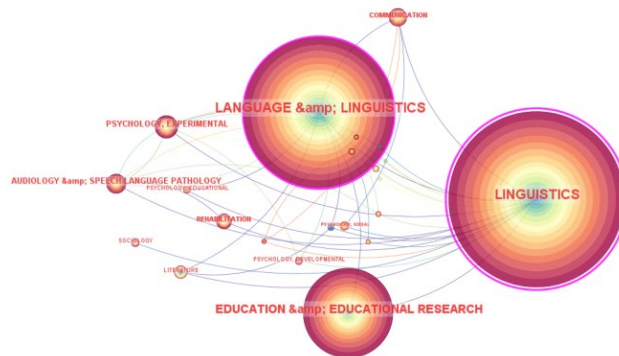 COMMUNICATION
LANGUAGE &amp; LINGUISTICS
PSYCHOLOGY, EXPERIMENTAL
AUDIOLOGY &amp; SPEECH-LANGUAGE PATHOLOGY
PSYCHOLOGY, EDUCATIONAL
LINGUISTICS
REHABILITATION
PSYCHOLOGY, SOCIAL
SOCIOLOGY
PSYCHOLOGY, DEVELOPMENTAL
LITERATURE
EDUCATION &amp; EDUCATIONAL RESEARCH